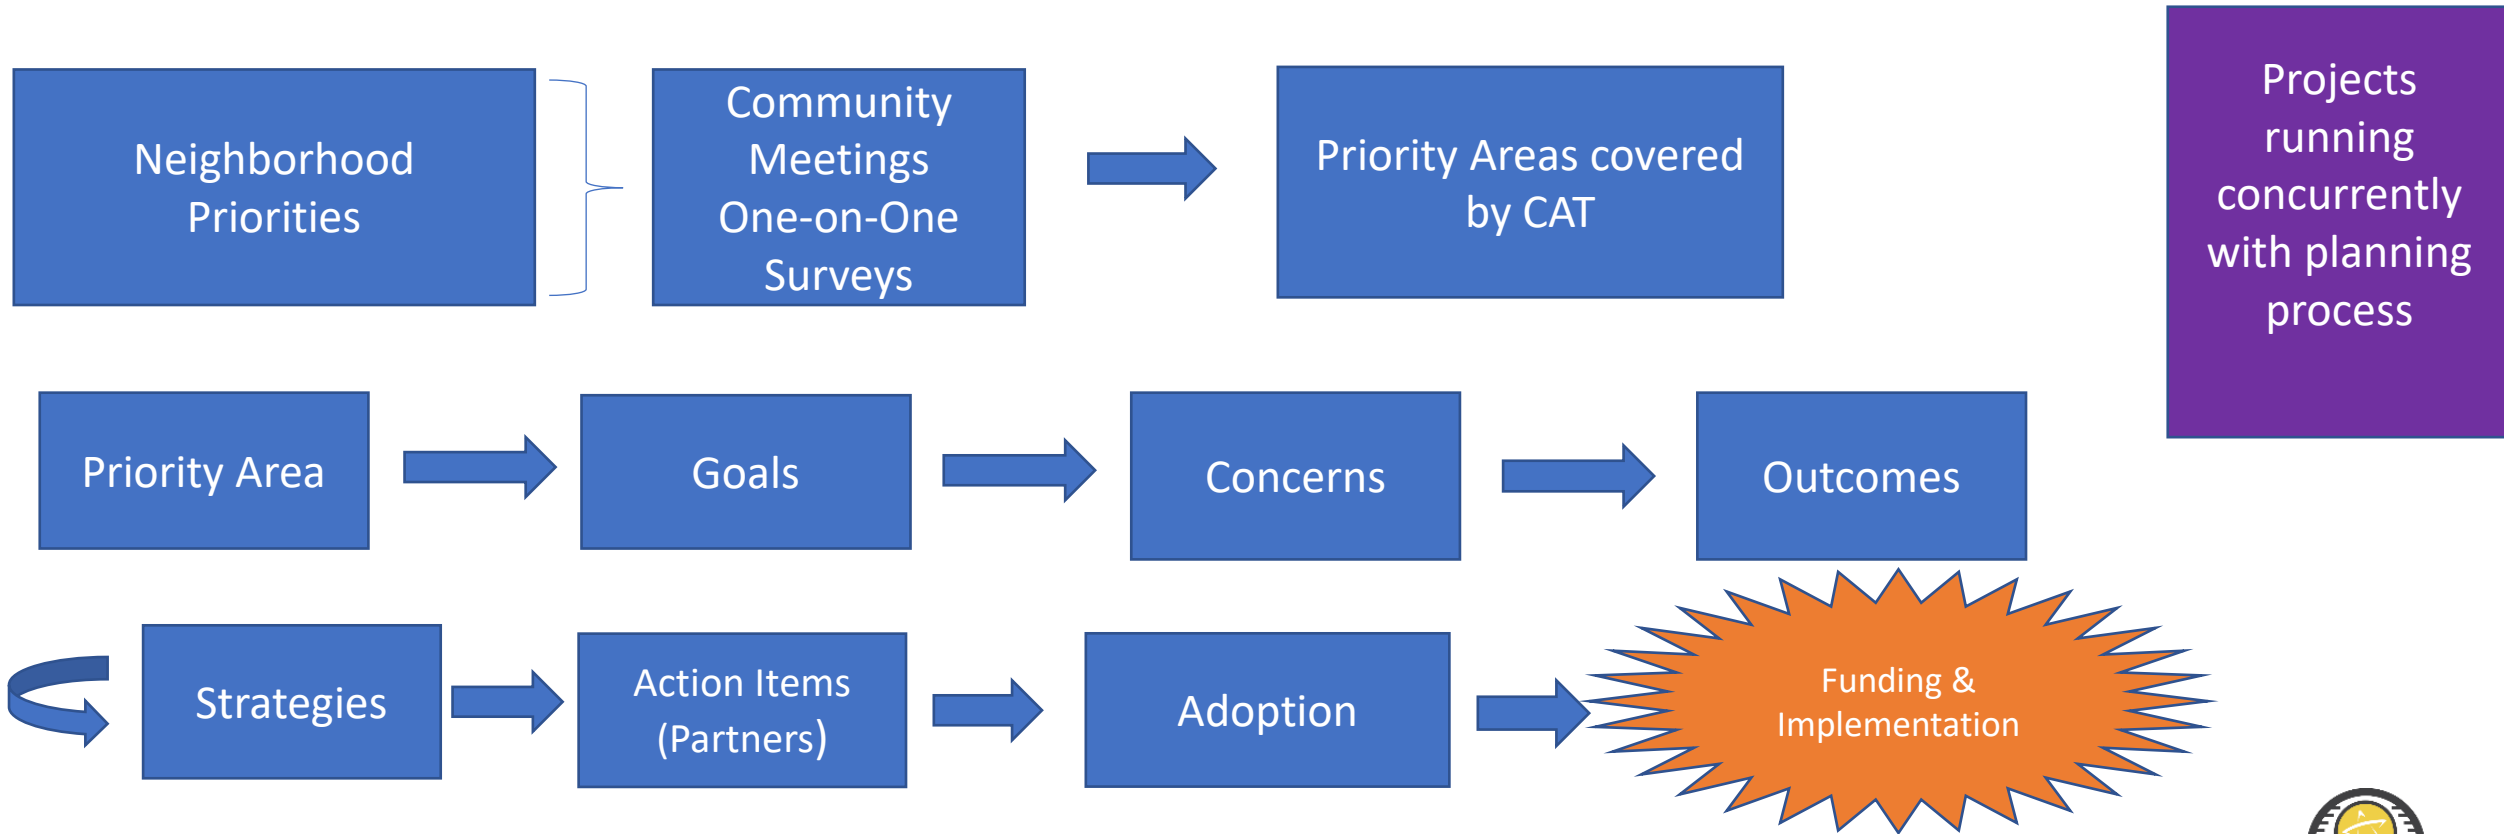 Neighborhood
Priorities
Community
Meetings
One-on-One
Surveys
Priority Areas covered
by CAT
Projects
running
concurrently
with planning
process
Priority Area
Goals
Concerns
Outcomes
Strategies
Action Items
(Partners)
Adoption
Funding &
Implementation